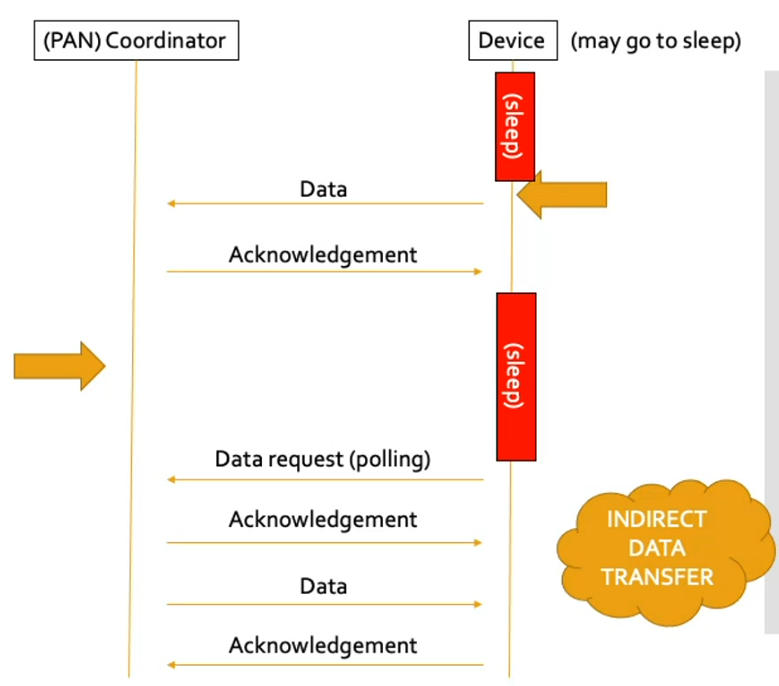 (PAN) Coordinator
Device
(may go to sleep)
(sleep)
Data
Acknowledgement
(sleep)
Data request (polling)
Acknowledgement
INDIRECT
DATA
TRANSFER
Data
Acknowledgement